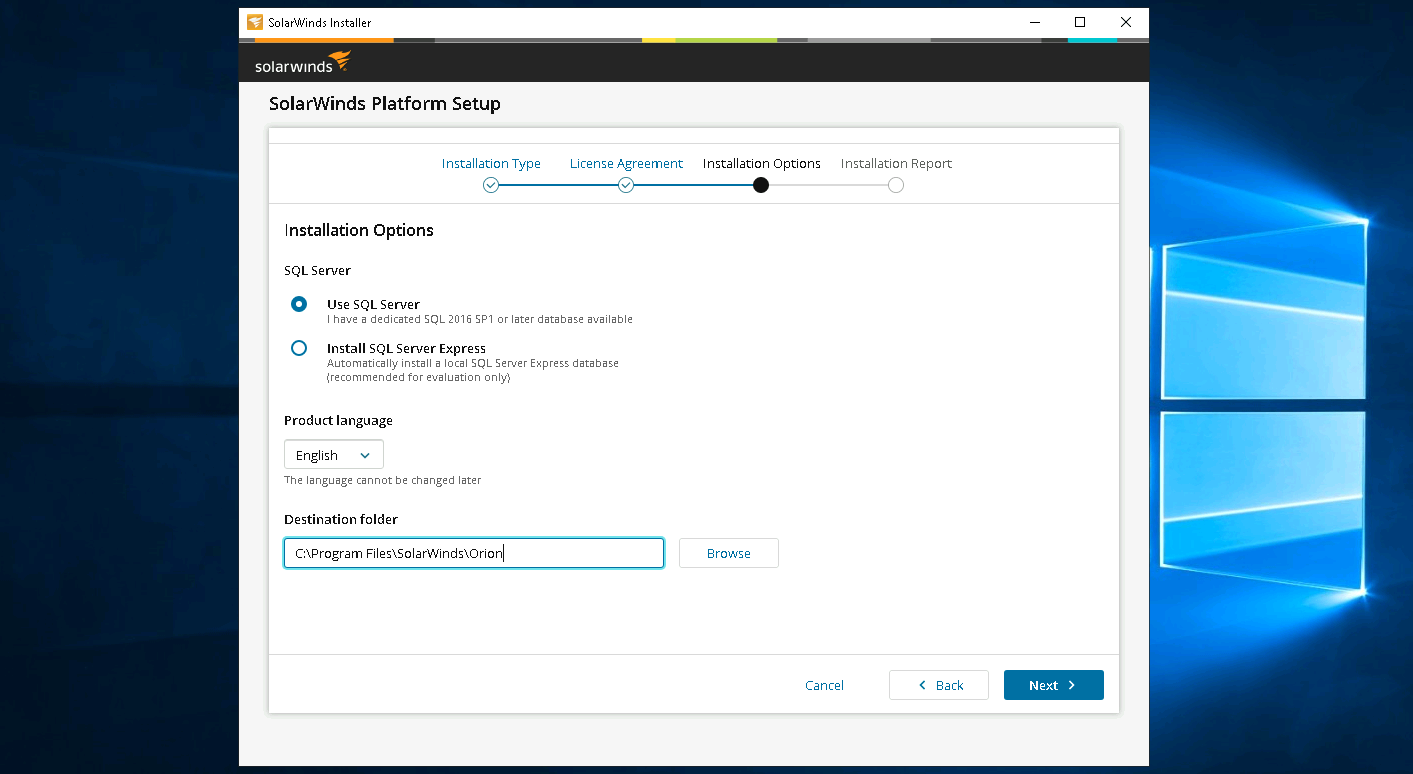 SolarWinds Installer
solarwinds
SolarWinds Platform Setup
Installation Type License Agreement Installation Options Installation Report
Installation Options
SQL Server
Use SQL Server
I have a dedicated SQL 2016 SP1 or later database available
Install SQL Server Express
Automatically install a local SQL Server Express database
(recommended for evaluation only)
Product language
English
The language cannot be changed later
Destination folder
C:\Program Files\SolarWinds\Orion
Browse
Cancel Back Next